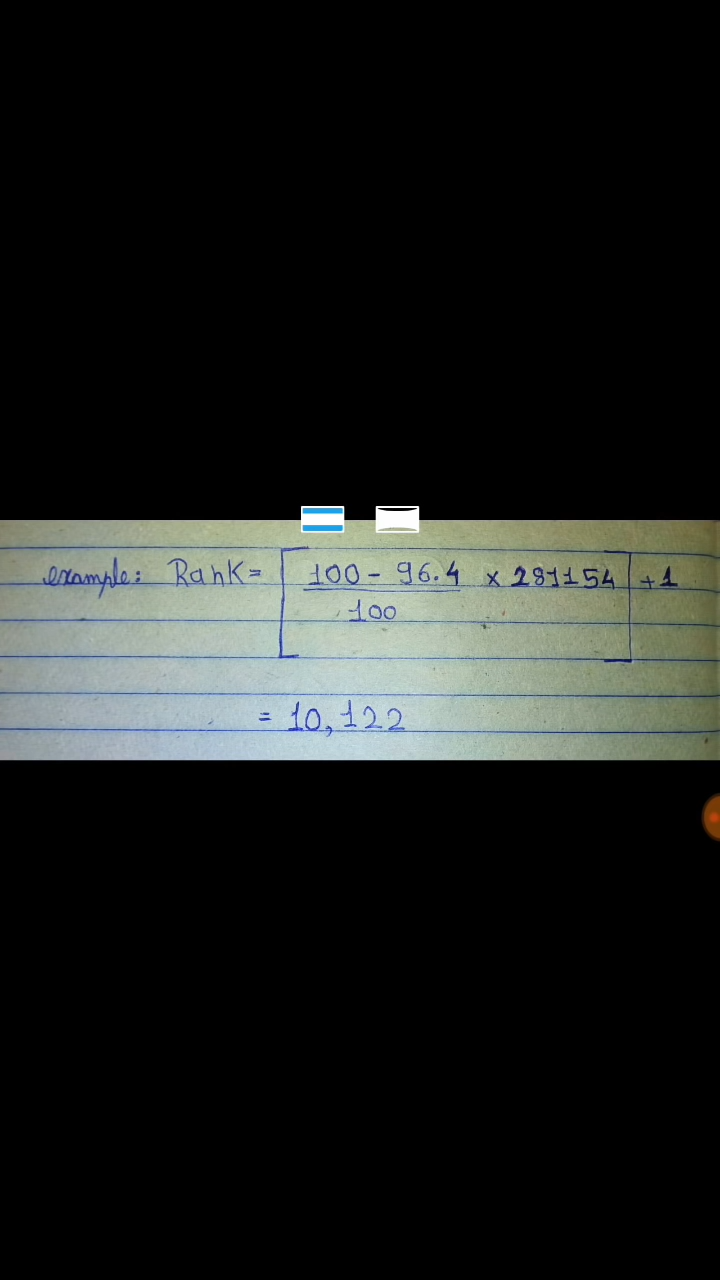 example: Rank = [ 100 - 96.4 / 100 × 281154 ] + 1
= 10,122